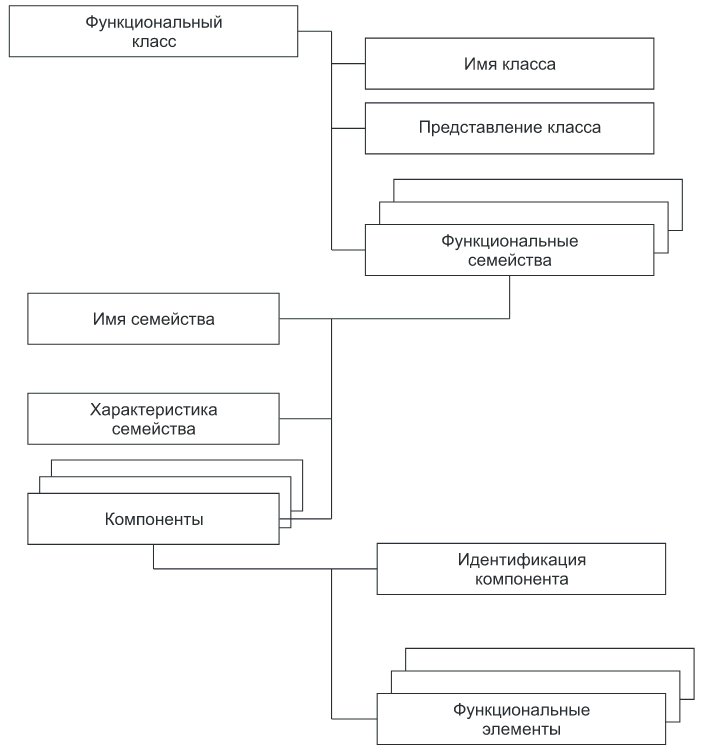 Функциональный
класс
Имя класса
Представление класса
Функциональные
семейства
Имя семейства
Характеристика
семейства
Компоненты
Идентификация
компонента
Функциональные
элементы